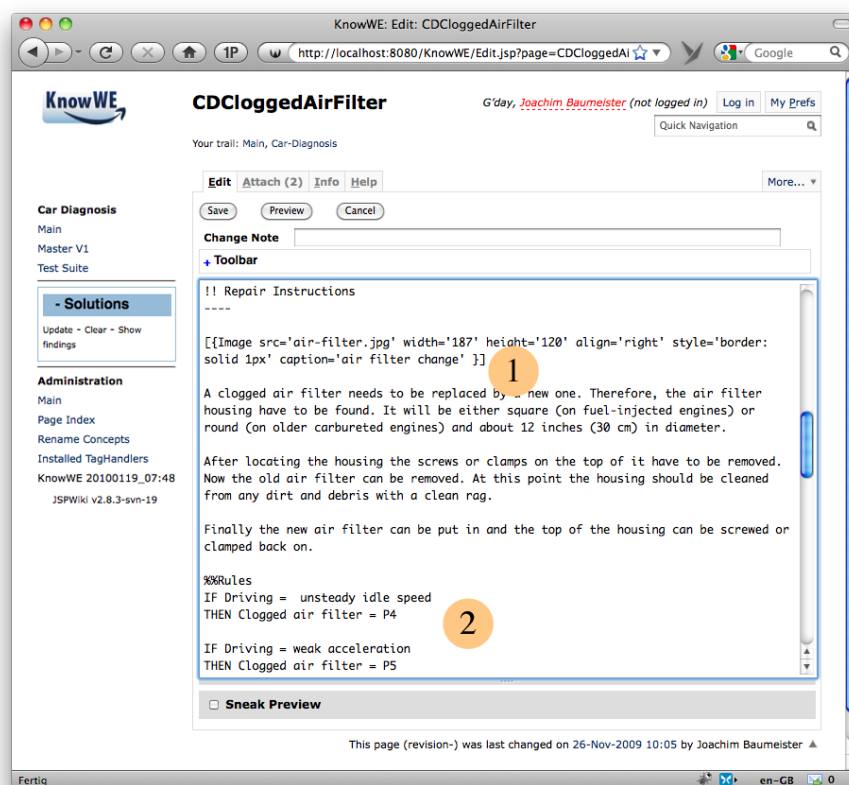 KnowWE: Edit: CDCloggedAirFilter
1P
http://localhost:8080/KnowWE/Edit.jsp?page=CDCloggedAi
Google
KnowWE
CDCloggedAirFilter
G'day, Joachim Baumeister (not logged in)
Log in
My Prefs
Quick Navigation
Your trail: Main, Car-Diagnosis
Edit
Attach (2)
Info
Help
More...
Car Diagnosis
Main
Master V1
Test Suite
- Solutions
Update - Clear - Show
findings
Administration
Main
Page Index
Rename Concepts
Installed TagHandlers
KnowWE 20100119_07:48
JSPWiki v2.8.3-svn-19
Save
Preview
Cancel
Change Note
+ Toolbar
!! Repair Instructions
----
[{Image src='air-filter.jpg' width='187' height='120' align='right' style='border:
solid 1px' caption='air filter change' }]
1
A clogged air filter needs to be replaced by a new one. Therefore, the air filter
housing have to be found. It will be either square (on fuel-injected engines) or
round (on older carbureted engines) and about 12 inches (30 cm) in diameter.
After locating the housing the screws or clamps on the top of it have to be removed.
Now the old air filter can be removed. At this point the housing should be cleaned
from any dirt and debris with a clean rag.
Finally the new air filter can be put in and the top of the housing can be screwed or
clamped back on.
%%Rules
IF Driving =  unsteady idle speed
THEN Clogged air filter = P4
2
IF Driving = weak acceleration
THEN Clogged air filter = P5
Sneak Preview
This page (revision-) was last changed on 26-Nov-2009 10:05 by Joachim Baumeister
Fertig
en-GB
0